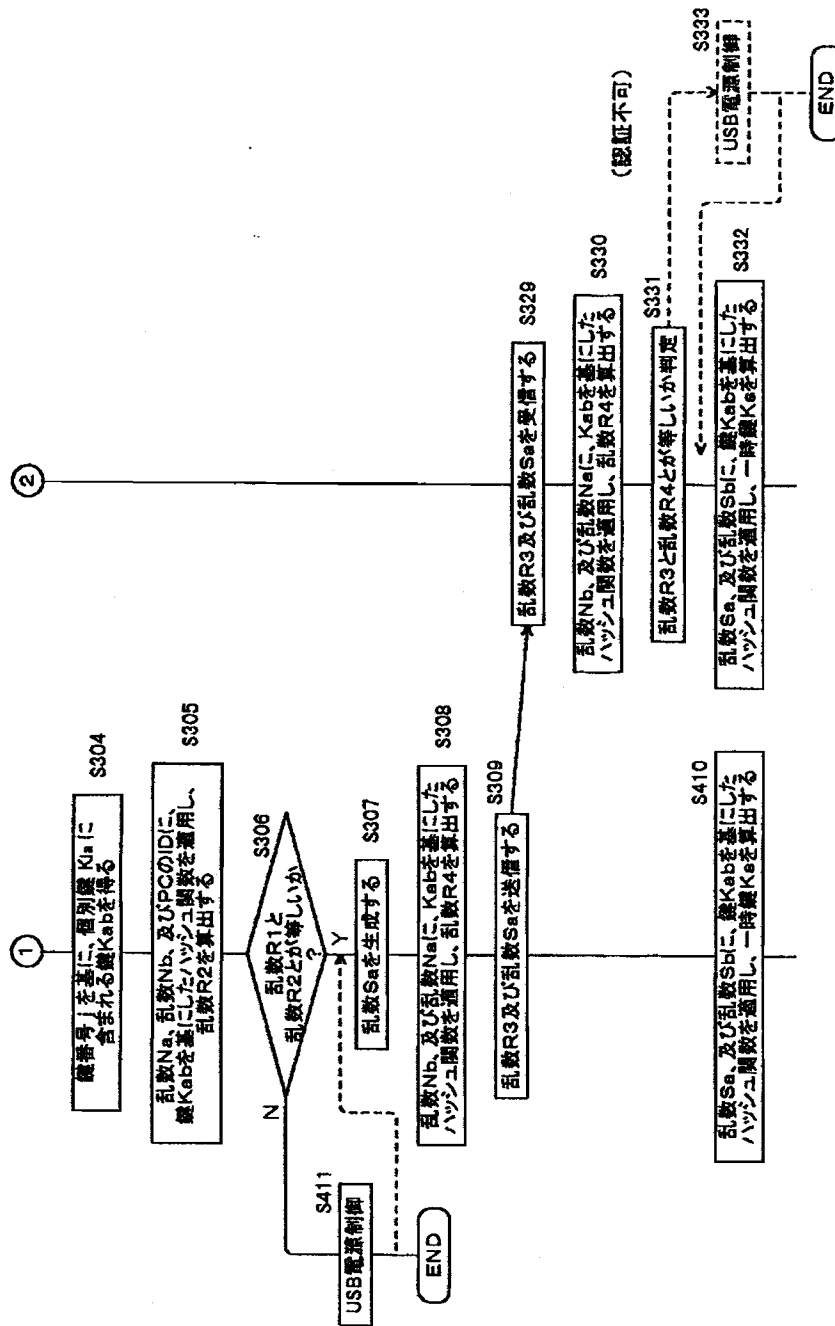 ①
鍵番号 j を基に、個別鍵 Kia に
含まれる鍵Kabを得る
S304
乱数Na、乱数Nb、及びPCのIDに、
鍵Kabを基にしたハッシュ関数を適用し、
乱数R2を算出する
S305
乱数R1と
乱数R2とが等しいか
?
S306
N
Y
S411
USB電源制御
END
乱数Saを生成する
S307
乱数Nb、及び乱数Naに、Kabを基にした
ハッシュ関数を適用し、乱数R4を算出する
S308
乱数R3及び乱数Saを送信する
S309
乱数Sa、及び乱数Sbに、鍵Kabを基にした
ハッシュ関数を適用し、一時鍵Ksを算出する
S410
②
乱数R3及び乱数Saを受信する
S329
乱数Nb、及び乱数Naに、Kabを基にした
ハッシュ関数を適用し、乱数R4を算出する
S330
乱数R3と乱数R4とが等しいか判定
S331
(認証不可)
S333
USB電源制御
END
乱数Sa、及び乱数Sbに、鍵Kabを基にした
ハッシュ関数を適用し、一時鍵Ksを算出する
S332